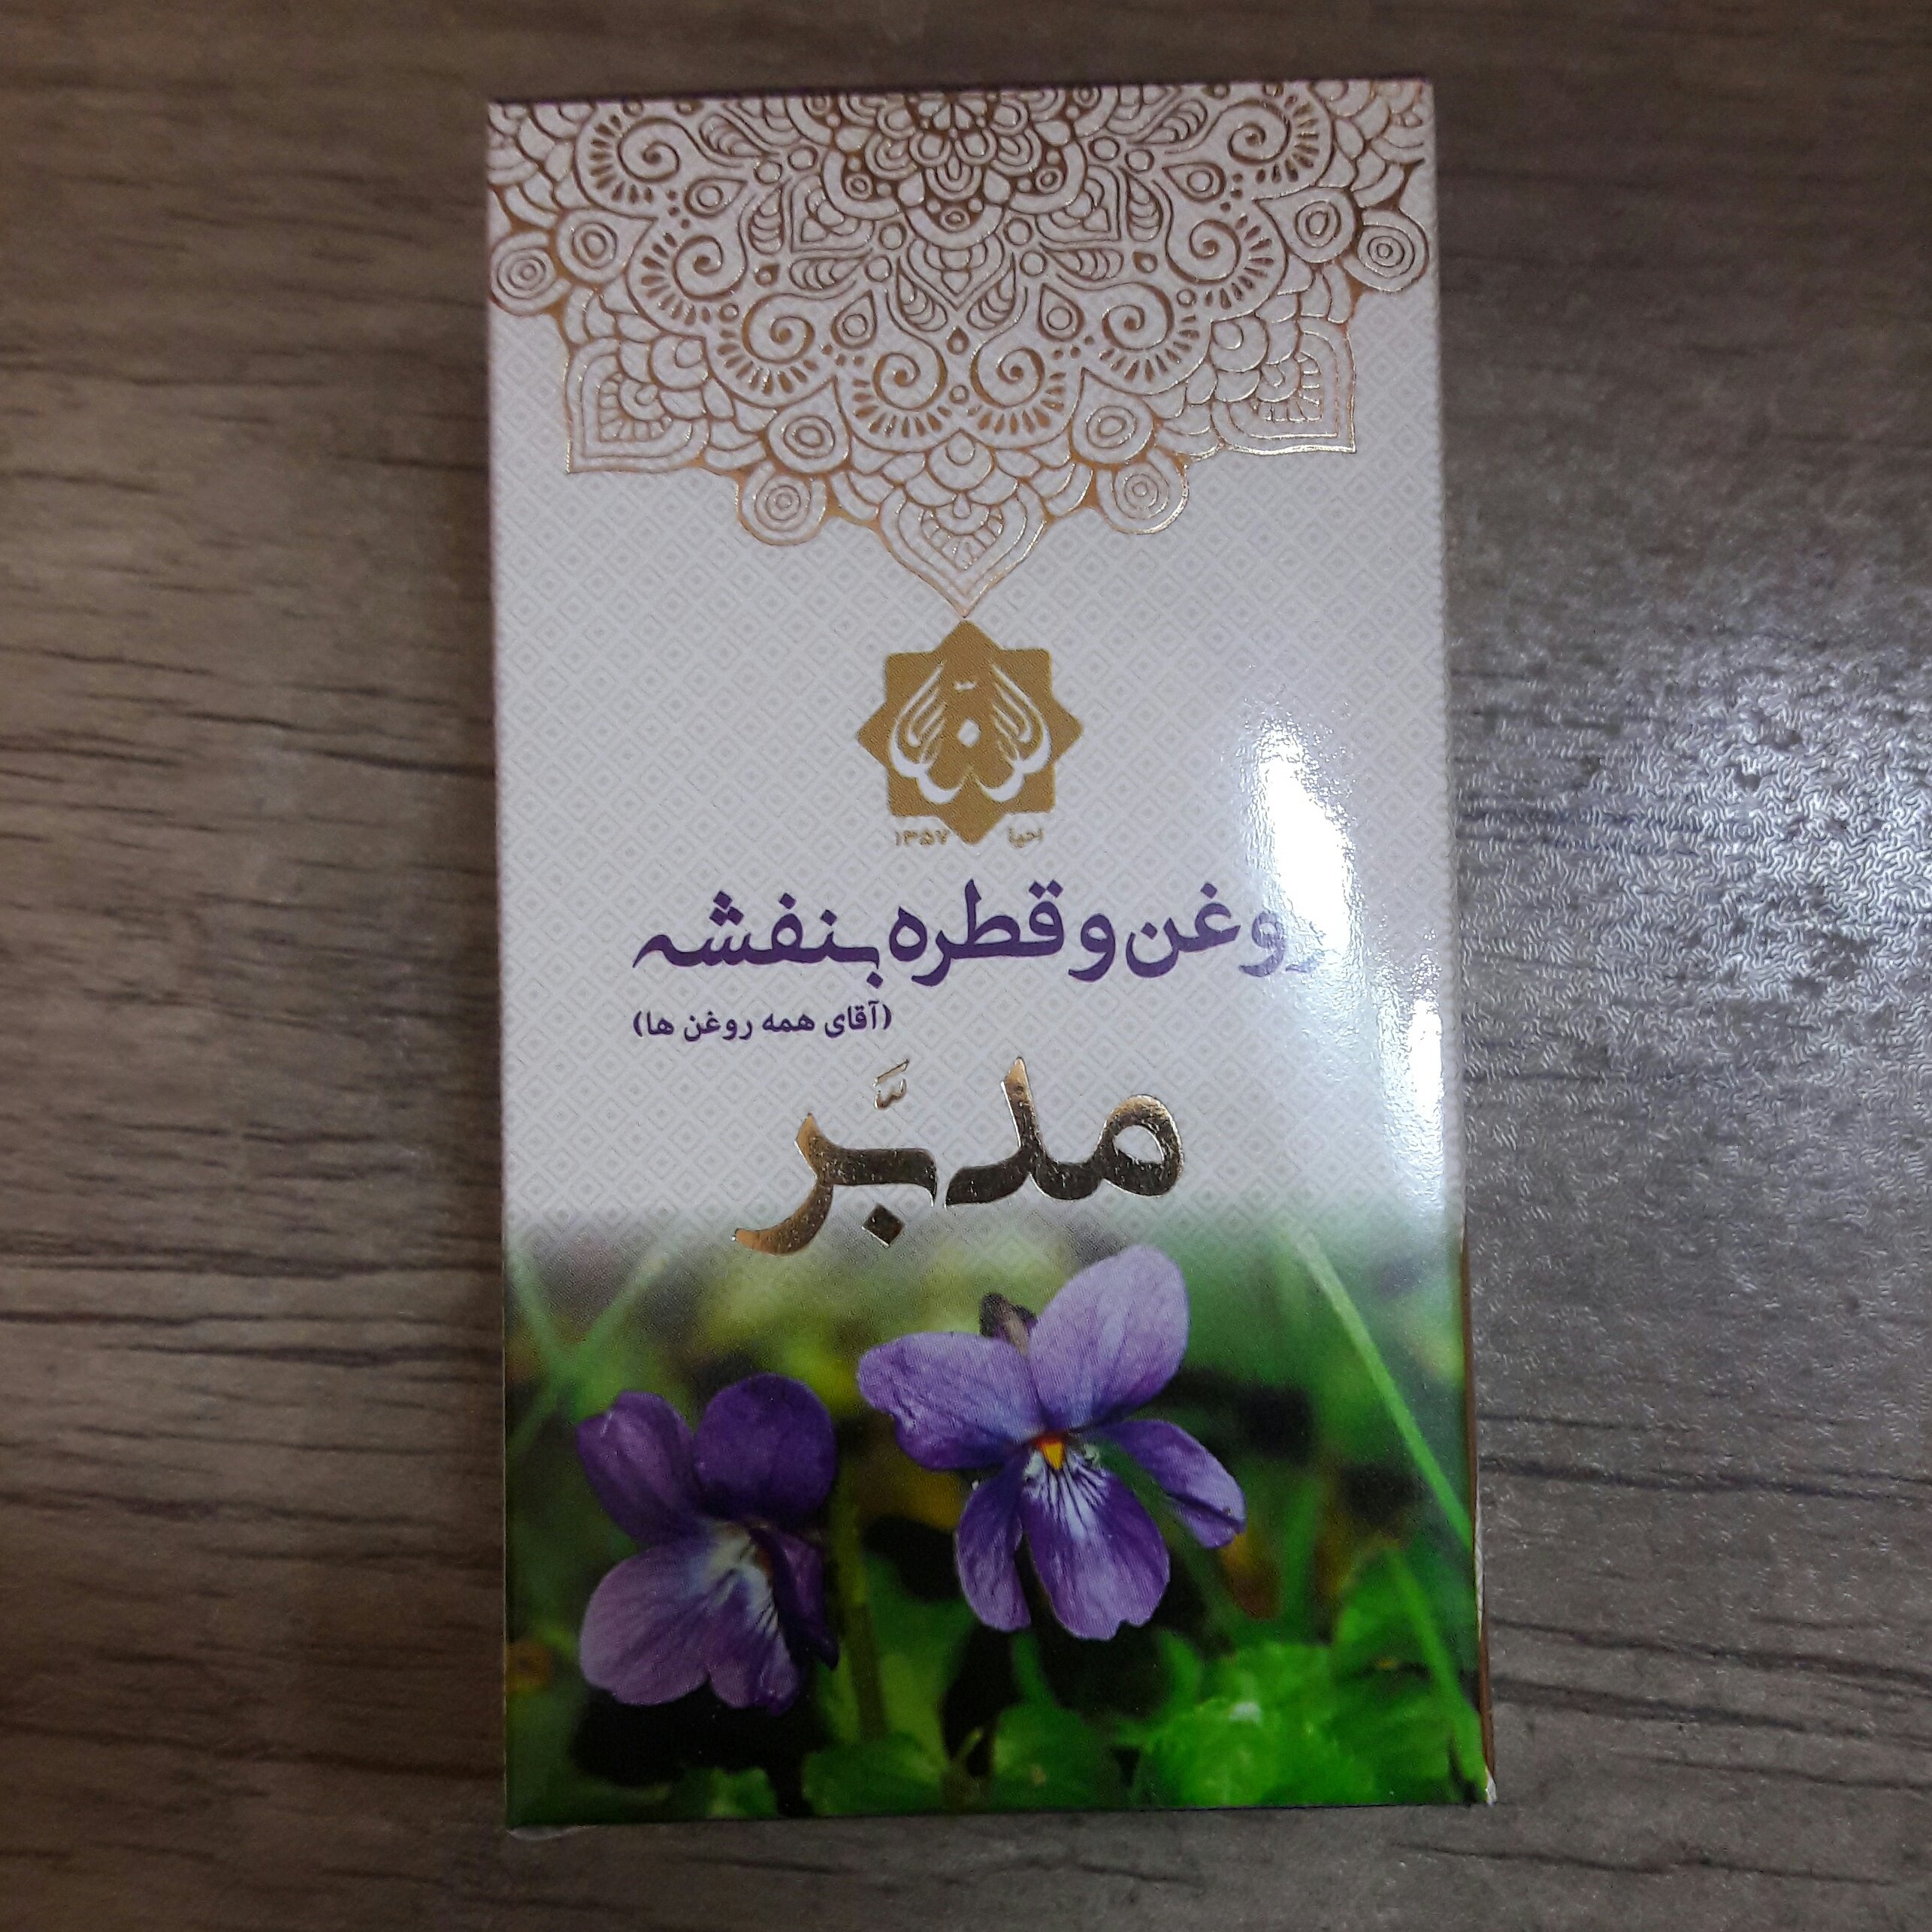 احیا ۱۳۵۷
روغن و قطره بنفشه
(آقای همه روغن ها)
مدبَّر